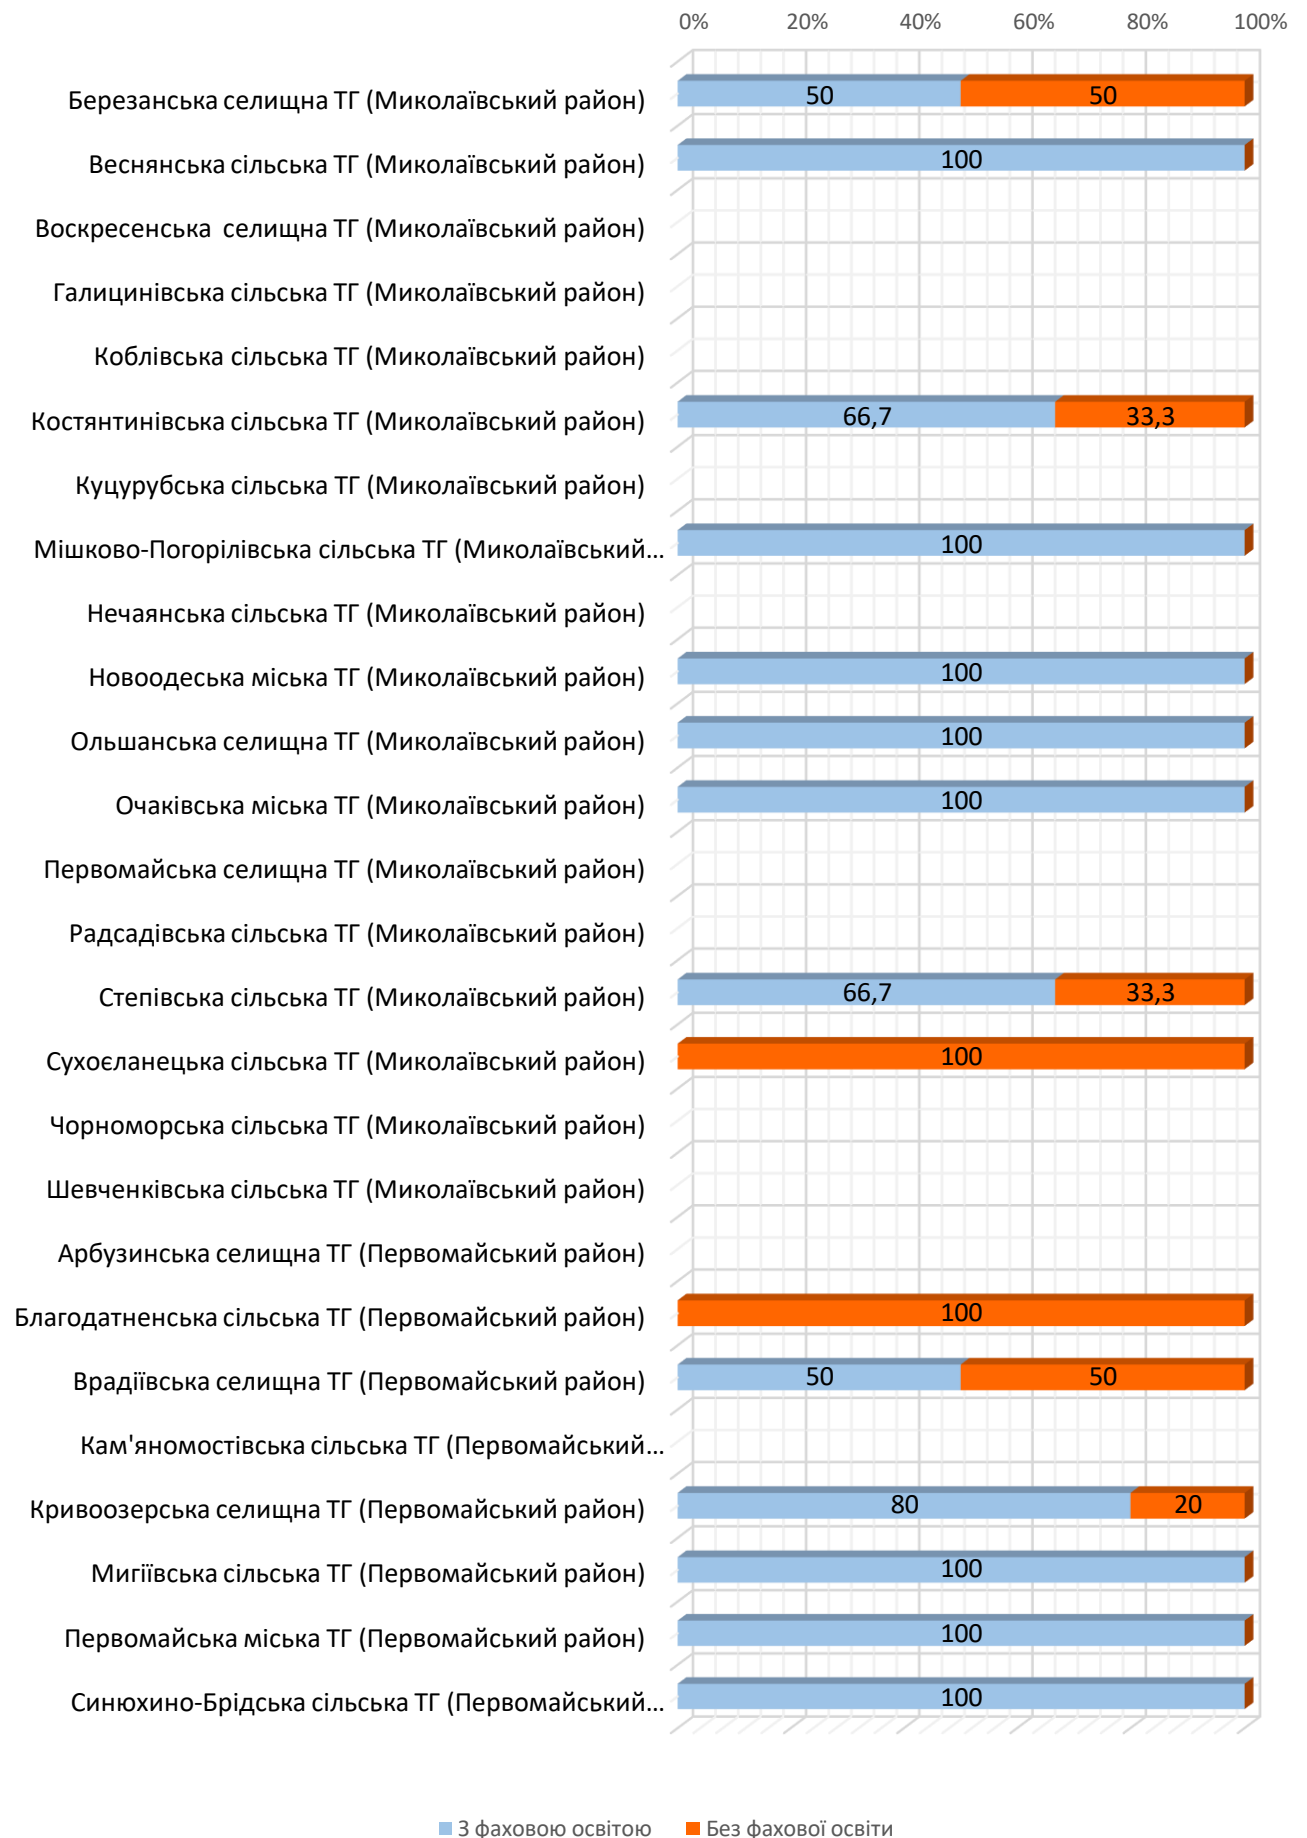 0% 20% 40% 60% 80% 100%
Березанська селищна ТГ (Миколаївський район) 50 50
Веснянська сільська ТГ (Миколаївський район) 100
Воскресенська  селищна ТГ (Миколаївський район)
Галицинівська сільська ТГ (Миколаївський район)
Коблівська сільська ТГ (Миколаївський район)
Костянтинівська сільська ТГ (Миколаївський район) 66,7 33,3
Куцурубська сільська ТГ (Миколаївський район)
Мішково-Погорілівська сільська ТГ (Миколаївський… 100
Нечаянська сільська ТГ (Миколаївський район)
Новоодеська міська ТГ (Миколаївський район) 100
Ольшанська селищна ТГ (Миколаївський район) 100
Очаківська міська ТГ (Миколаївський район) 100
Первомайська селищна ТГ (Миколаївський район)
Радсадівська сільська ТГ (Миколаївський район)
Степівська сільська ТГ (Миколаївський район) 66,7 33,3
Сухоєланецька сільська ТГ (Миколаївський район) 100
Чорноморська сільська ТГ (Миколаївський район)
Шевченківська сільська ТГ (Миколаївський район)
Арбузинська селищна ТГ (Первомайський район)
Благодатненська сільська ТГ (Первомайський район) 100
Врадіївська селищна ТГ (Первомайський район) 50 50
Кам'яномостівська сільська ТГ (Первомайський…
Кривоозерська селищна ТГ (Первомайський район) 80 20
Мигіївська сільська ТГ (Первомайський район) 100
Первомайська міська ТГ (Первомайський район) 100
Синюхино-Брідська сільська ТГ (Первомайський… 100
З фаховою освітою Без фахової освіти